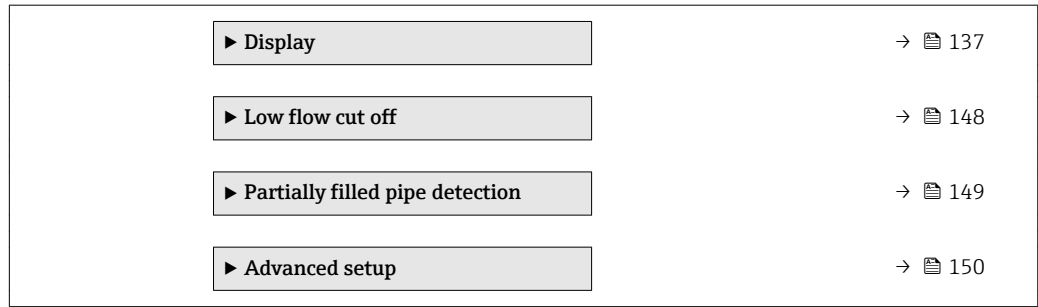 ▶ Display → 137
▶ Low flow cut off → 148
▶ Partially filled pipe detection → 149
▶ Advanced setup → 150